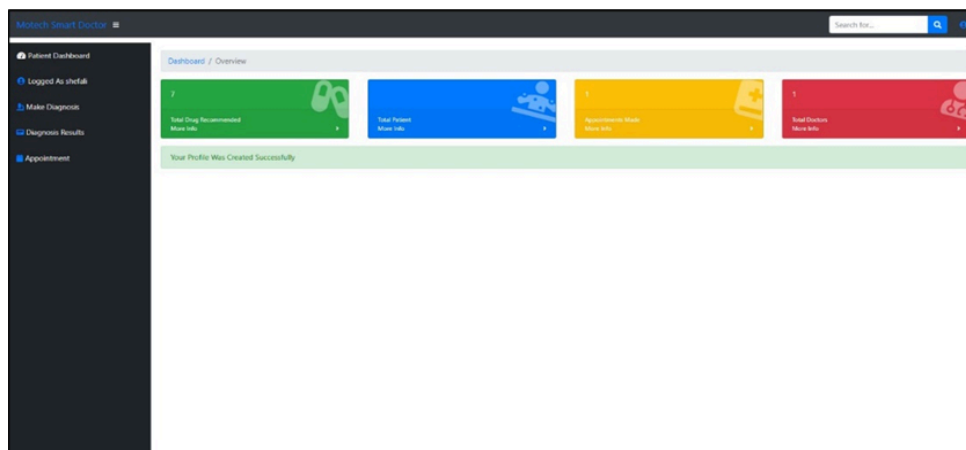 Motech Smart Doctor
Search for...
Patient Dashboard
Logged As shefali
Make Diagnosis
Diagnosis Results
Appointment
Dashboard / Overview
7
Total Drug Recommended
More Info
Total Patient
More Info
1
Appointments Made
More Info
1
Total Doctors
More Info
Your Profile Was Created Successfully